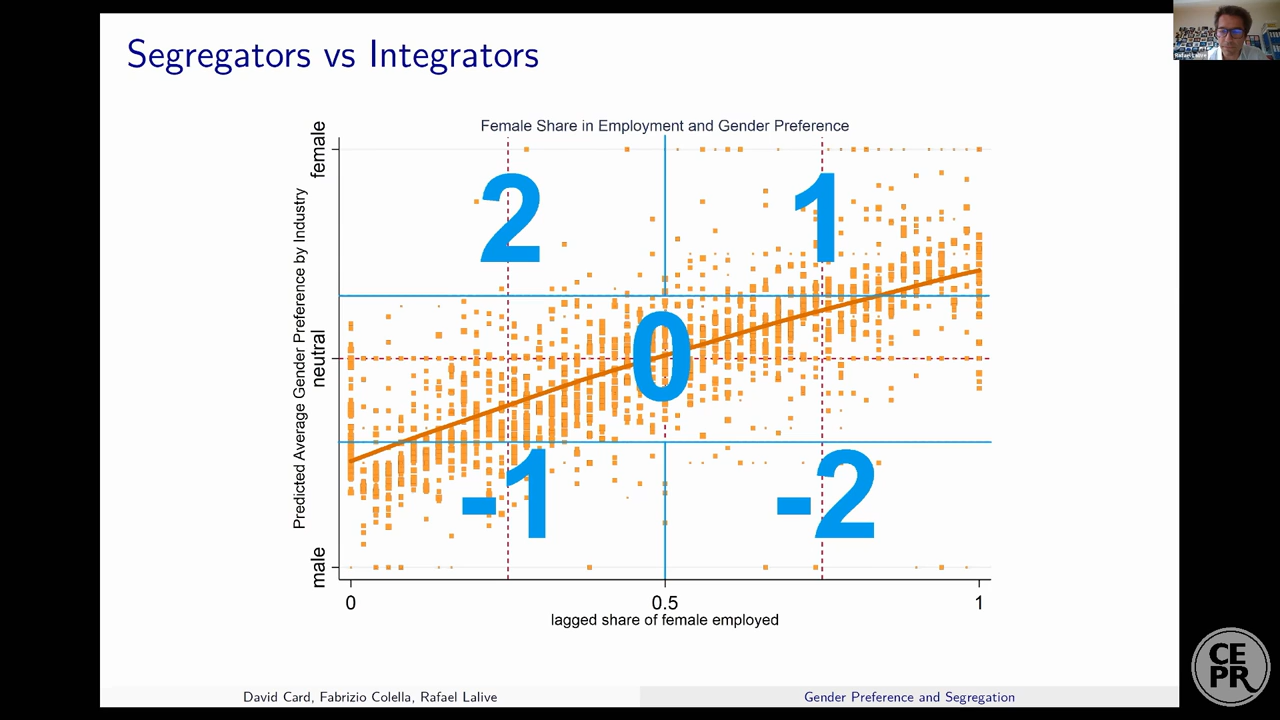 Segregators vs Integrators
Rafael Lalive
Female Share in Employment and Gender Preference
Predicted Average Gender Preference by Industry
female
neutral
male
2
1
0
-1
-2
0
0.5
1
lagged share of female employed
David Card, Fabrizio Colella, Rafael Lalive
Gender Preference and Segregation
CE
PR